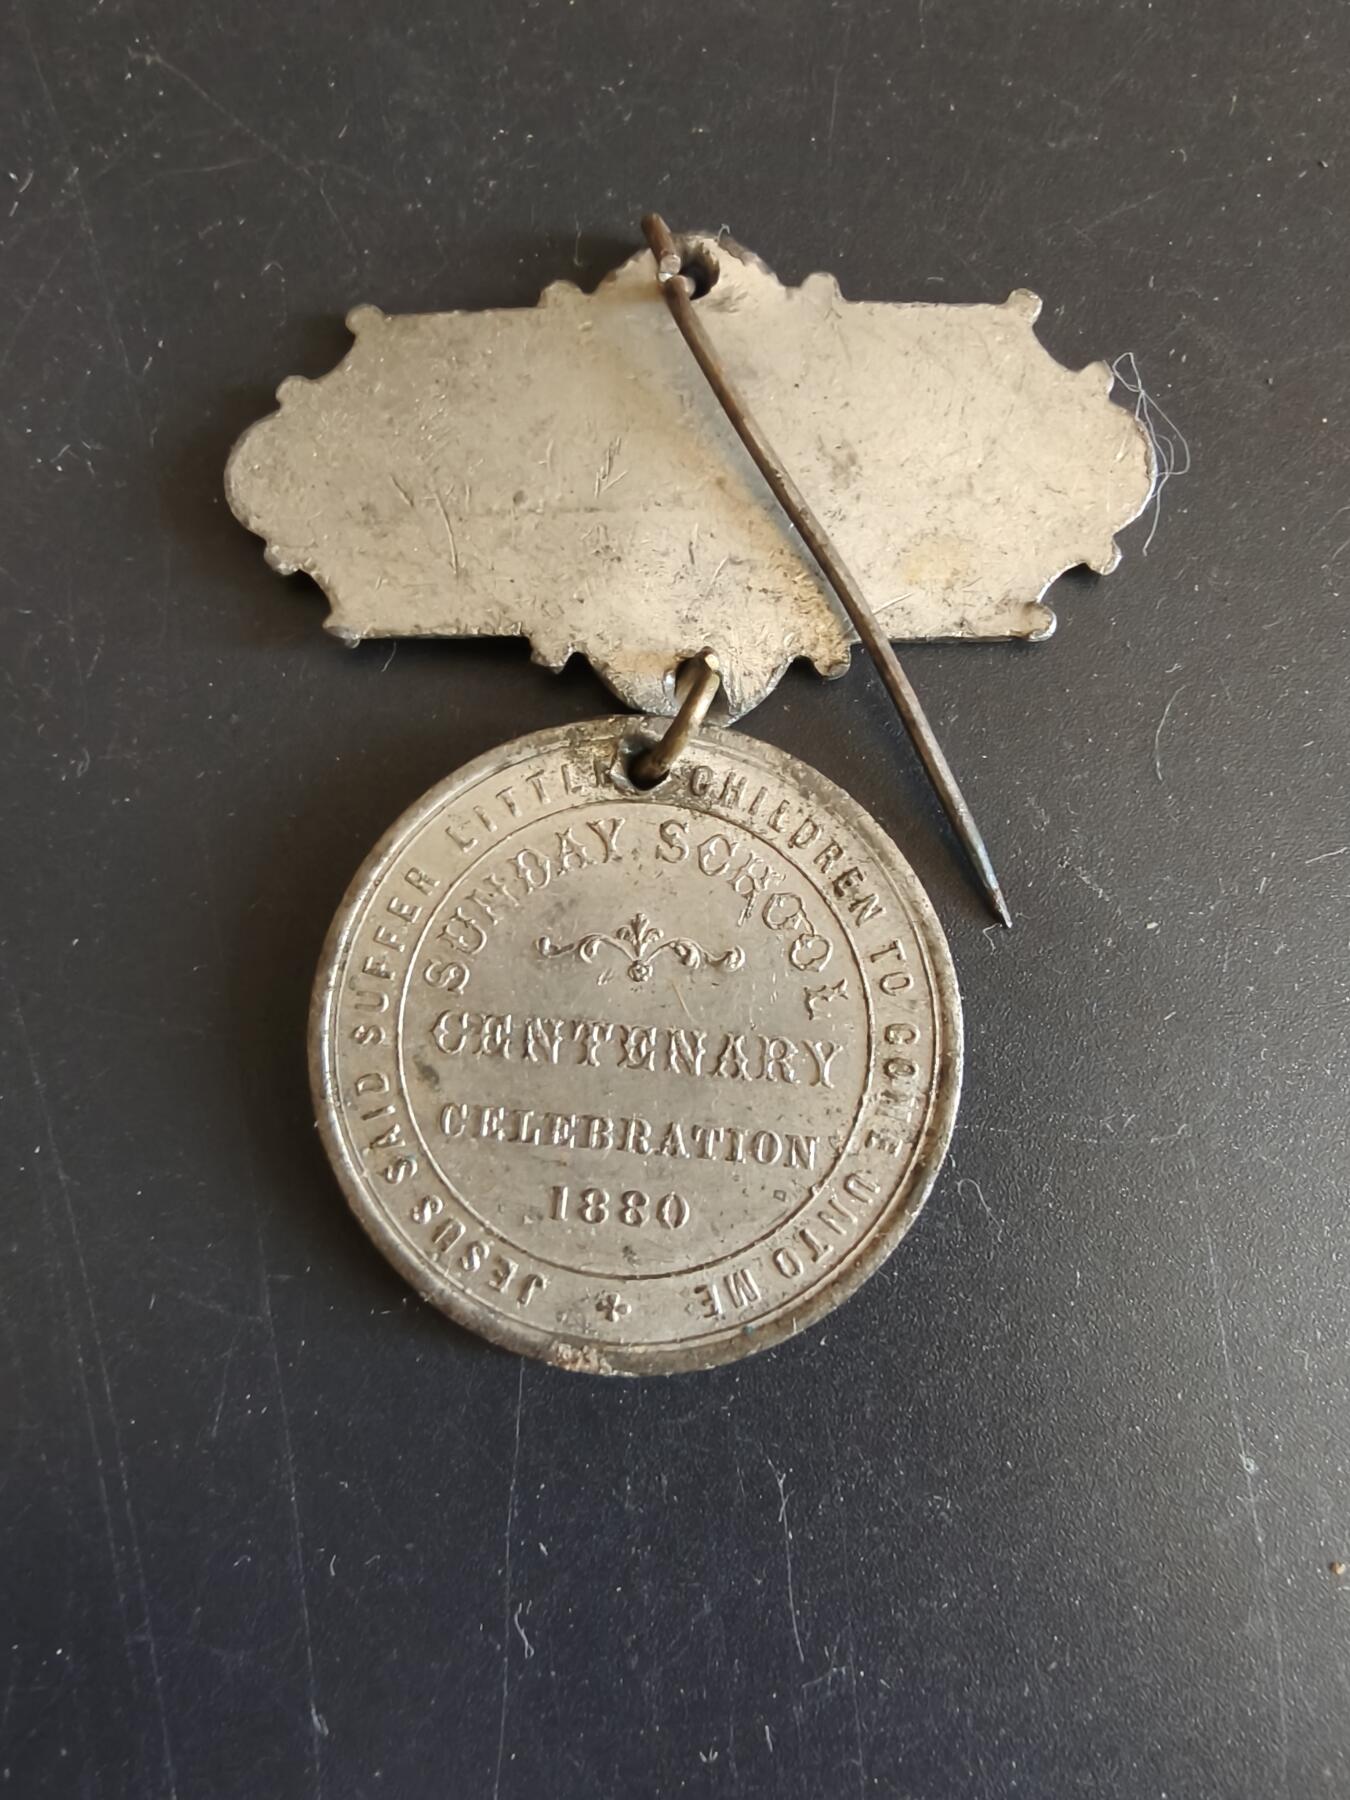 JESUS SAID SUFFER LITTLE CHILDREN TO COME UNTO ME
SUNDAY SCHOOL
CENTENARY
CELEBRATION
1880